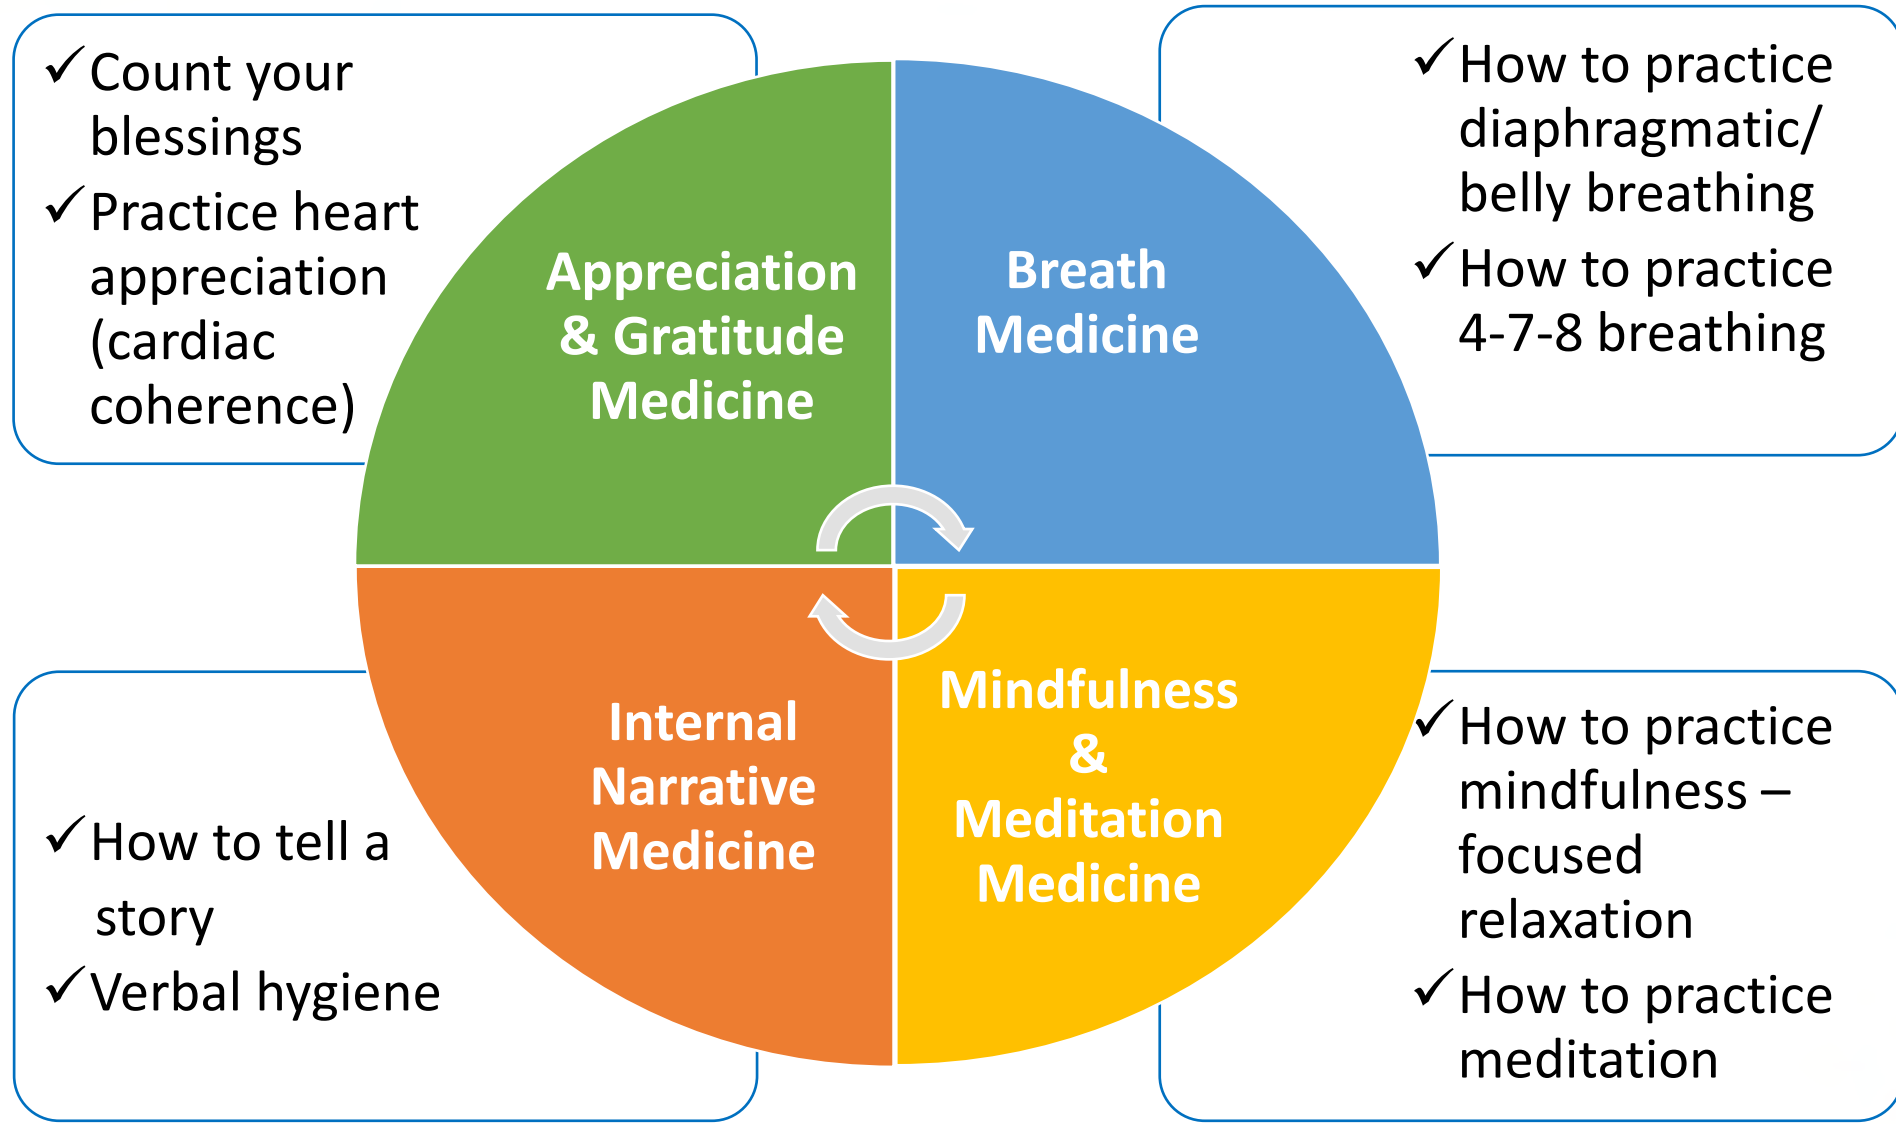 ✓Count your
blessings
✓Practice heart
appreciation
(cardiac
coherence)
Appreciation
& Gratitude
Medicine
Breath
Medicine
✓How to practice
diaphragmatic/
belly breathing
✓How to practice
4-7-8 breathing
✓How to tell a
story
✓Verbal hygiene
Internal
Narrative
Medicine
Mindfulness
&
Meditation
Medicine
✓How to practice
mindfulness –
focused
relaxation
✓How to practice
meditation